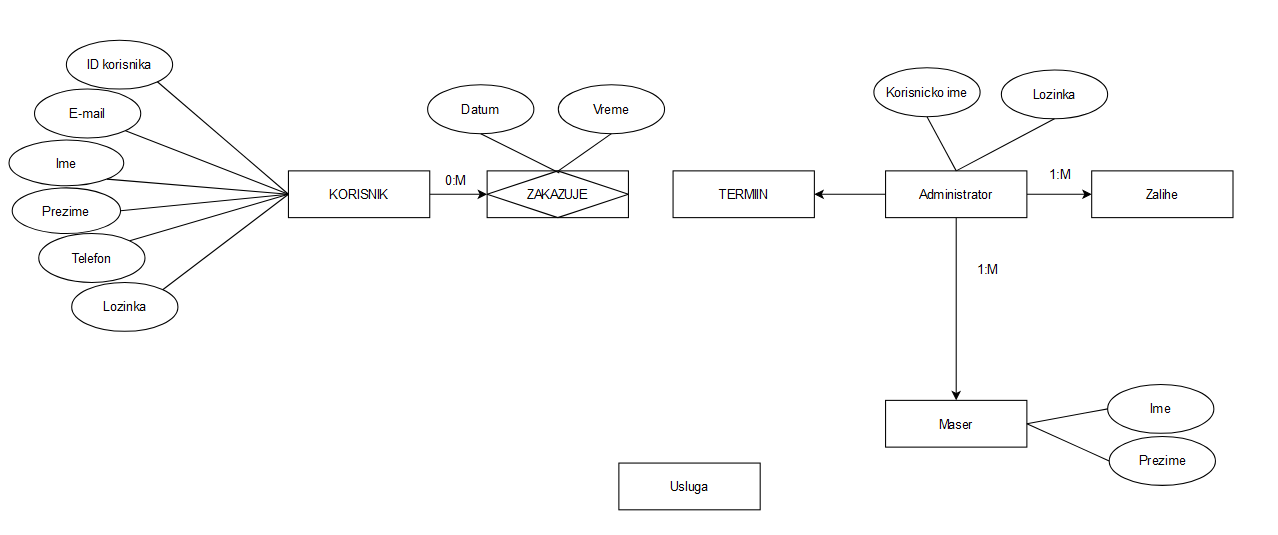 ID korisnika
E-mail
Ime
Prezime
Telefon
Lozinka
KORISNIK
0:M
Datum
Vreme
ZAKAZUJE
TERMIIN
Korisnicko ime
Lozinka
Administrator
1:M
Zalihe
1:M
Maser
Ime
Prezime
Usluga